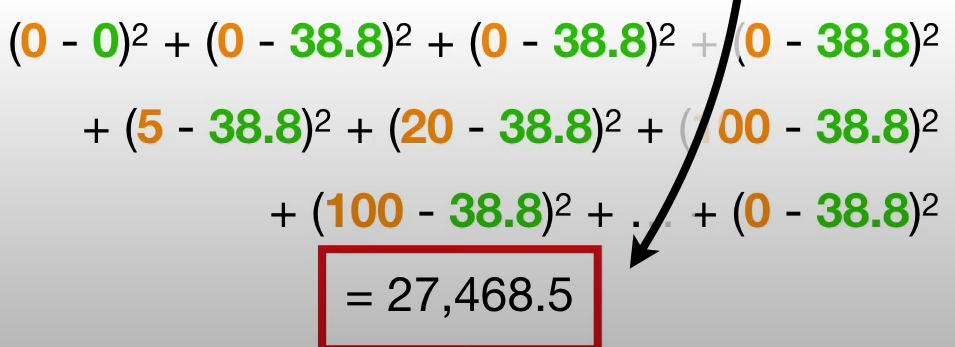 (0 - 0)² + (0 - 38.8)² + (0 - 38.8)² + (0 - 38.8)²
+ (5 - 38.8)² + (20 - 38.8)² + (100 - 38.8)²
+ (100 - 38.8)² + ... + (0 - 38.8)²
= 27,468.5